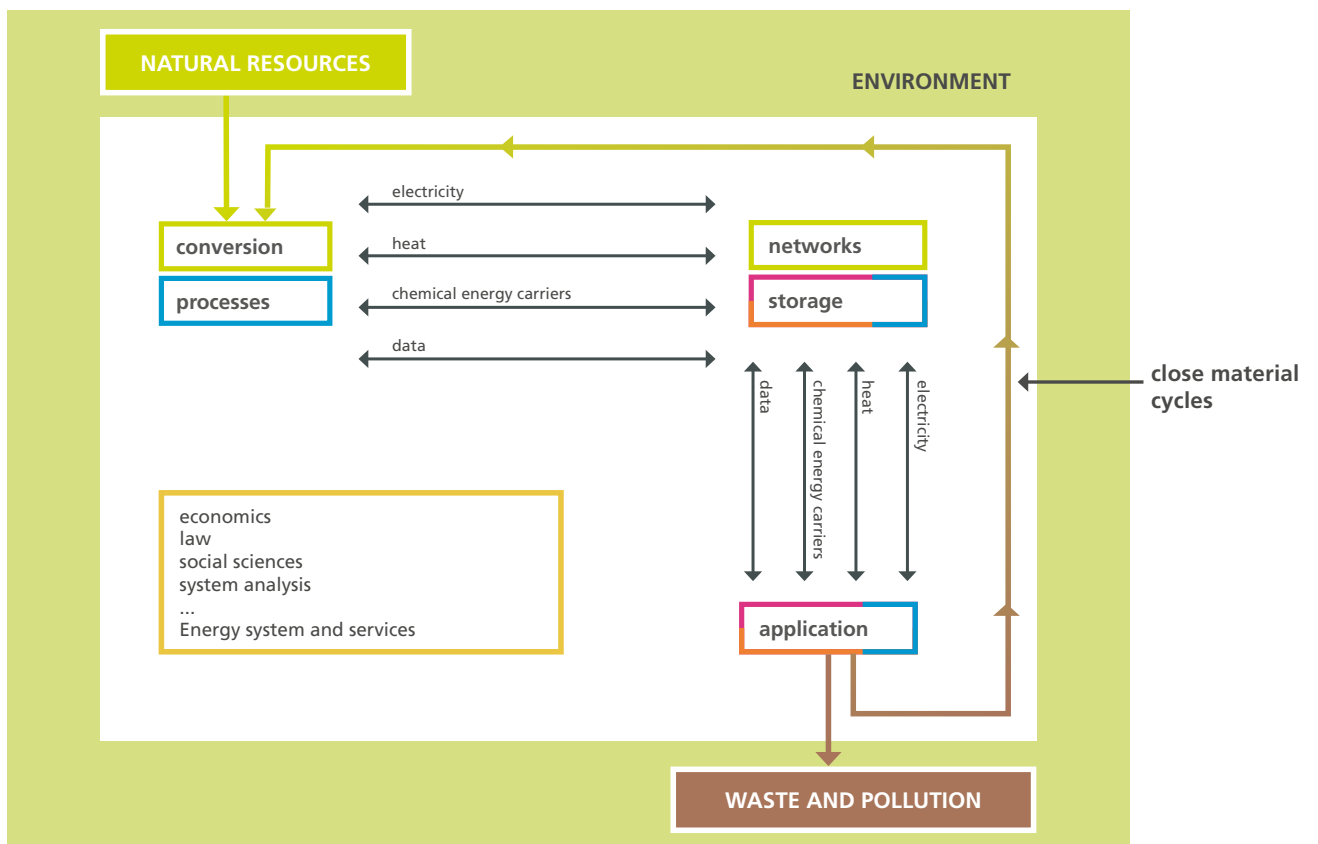 NATURAL RESOURCES
ENVIRONMENT
electricity
conversion
heat
networks
processes
chemical energy carriers
storage
data
data
chemical energy carriers
heat
electricity
close material
cycles
economics
law
social sciences
system analysis
...
Energy system and services
application
WASTE AND POLLUTION